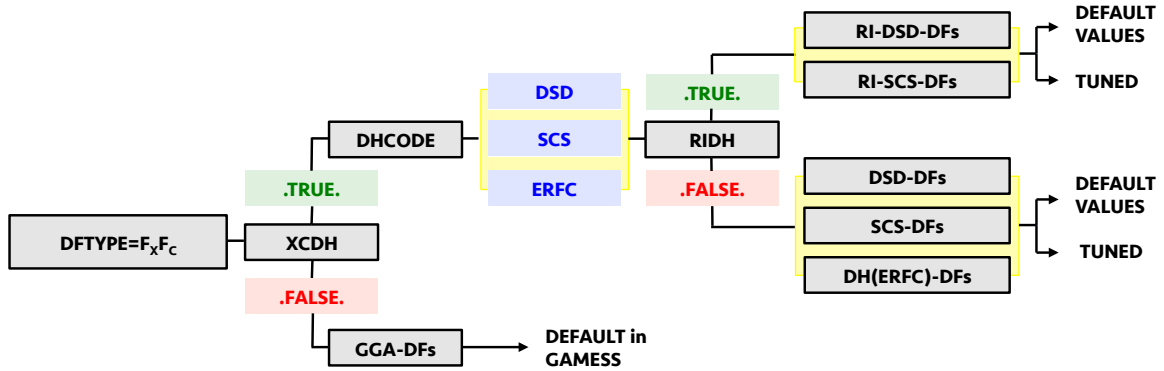 DFTYPE=FXFC
XCDH
.TRUE.
.FALSE.
DHCODE
GGA-DFs
DEFAULT in
GAMESS
DSD
SCS
ERFC
RIDH
.TRUE.
.FALSE.
RI-DSD-DFs
RI-SCS-DFs
DEFAULT
VALUES
TUNED
DSD-DFs
SCS-DFs
DH(ERFC)-DFs
DEFAULT
VALUES
TUNED